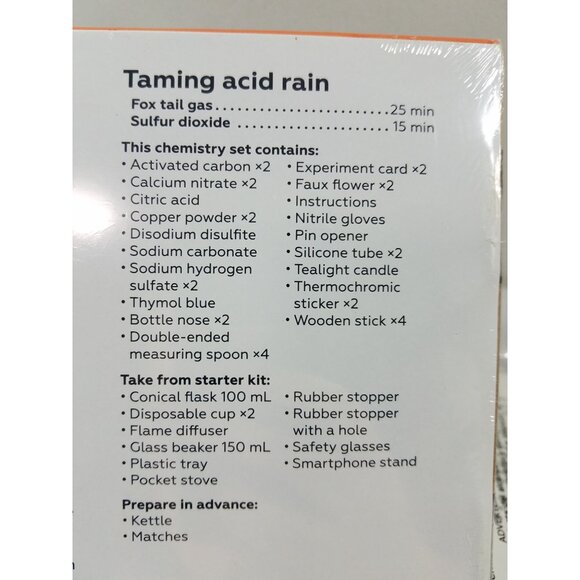 Taming acid rain
Fox tail gas.......................25 min
Sulfur dioxide ....................15 min
This chemistry set contains:
• Activated carbon ×2
• Calcium nitrate ×2
• Citric acid
• Copper powder ×2
• Disodium disulfite
• Sodium carbonate
• Sodium hydrogen
sulfate ×2
• Thymol blue
• Bottle nose ×2
• Double-ended
measuring spoon ×4
• Experiment card ×2
• Faux flower ×2
• Instructions
• Nitrile gloves
• Pin opener
• Silicone tube ×2
• Tealight candle
• Thermochromic
sticker ×2
• Wooden stick ×4
Take from starter kit:
• Conical flask 100 mL
• Disposable cup ×2
• Flame diffuser
• Glass beaker 150 mL
• Plastic tray
• Pocket stove
• Rubber stopper
• Rubber stopper
with a hole
• Safety glasses
• Smartphone stand
Prepare in advance:
• Kettle
• Matches